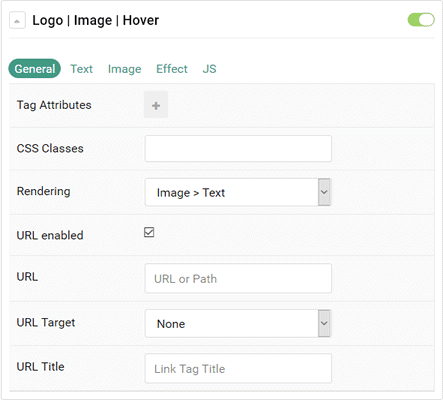 Logo | Image | Hover
General Text Image Effect JS
Tag Attributes +
CSS Classes
Rendering Image > Text
URL enabled
URL URL or Path
URL Target None
URL Title Link Tag Title